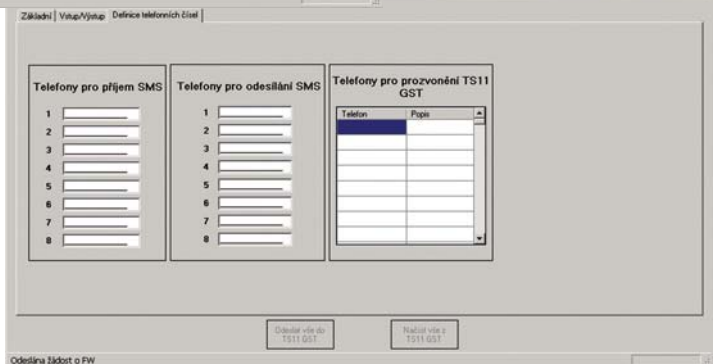 Základní Vstup/Výstup Definice telefonních čísel
Telefony pro příjem SMS
1
2
3
4
5
6
7
8
Telefony pro odesílání SMS
1
2
3
4
5
6
7
8
Telefony pro prozvonění TS11
GST
Telefon Popis
Odeslat vše do
TS11 GST
Načíst vše z
TS11 GST
Odeslána žádost o FW